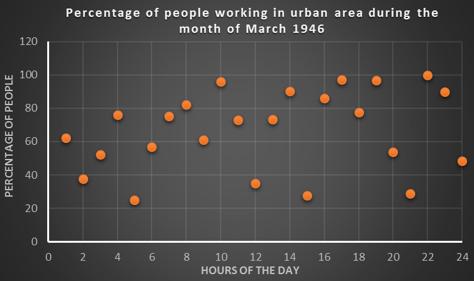 Percentage of people working in urban area during the
month of March 1946
120
100
80
60
40
20
0
PERCENTAGE OF PEOPLE
0 2 4 6 8 10 12 14 16 18 20 22 24
HOURS OF THE DAY